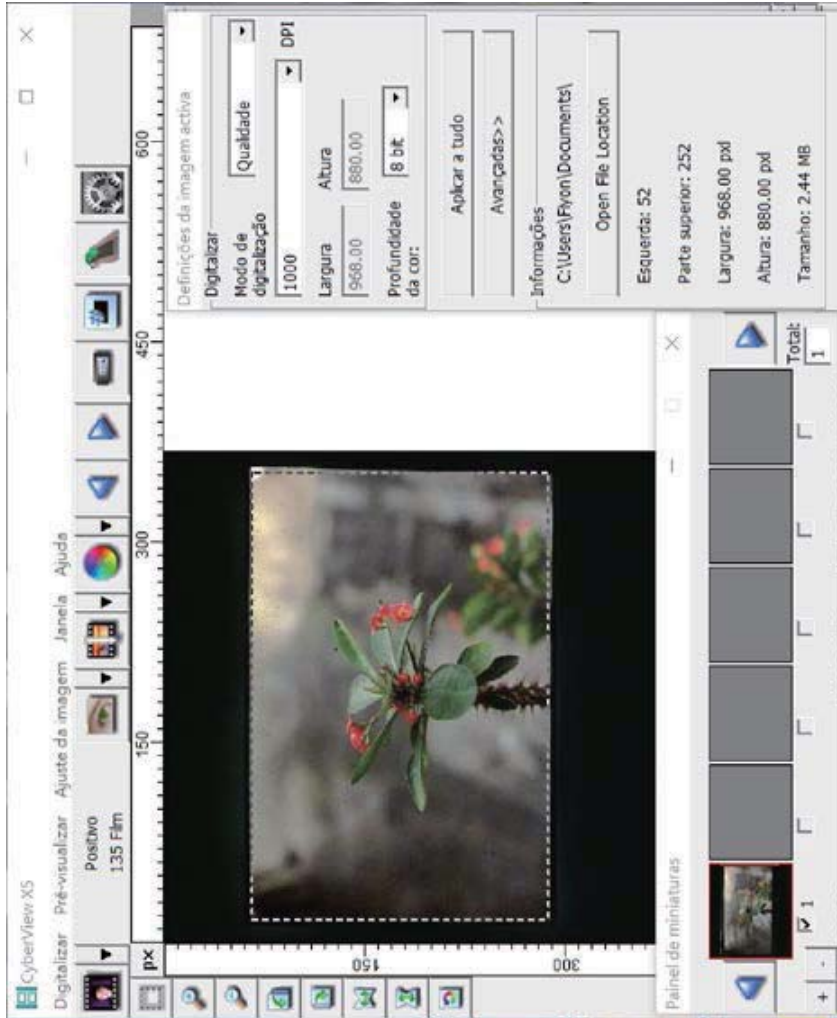 CyberView X5
Digitalizar Pré-visualizar Ajuste da imagem Janela Ajuda
Positivo
135 Film
px
150 300 450 600
150
300
Definições da imagem activa
Digitalizar
Modo de
digitalização
Qualidade
1000 DPI
Largura Altura
968.00 880.00
Profundidade
da cor:
8 bit
Aplicar a tudo
Avançadas>>
Informações
C:\Users\Flyon\Documents\
Open File Location
Esquerda: 52
Parte superior: 252
Largura: 968.00 pxl
Altura: 880.00 pxl
Tamanho: 2.44 MB
Painel de miniaturas
1
Total:
1
+ -